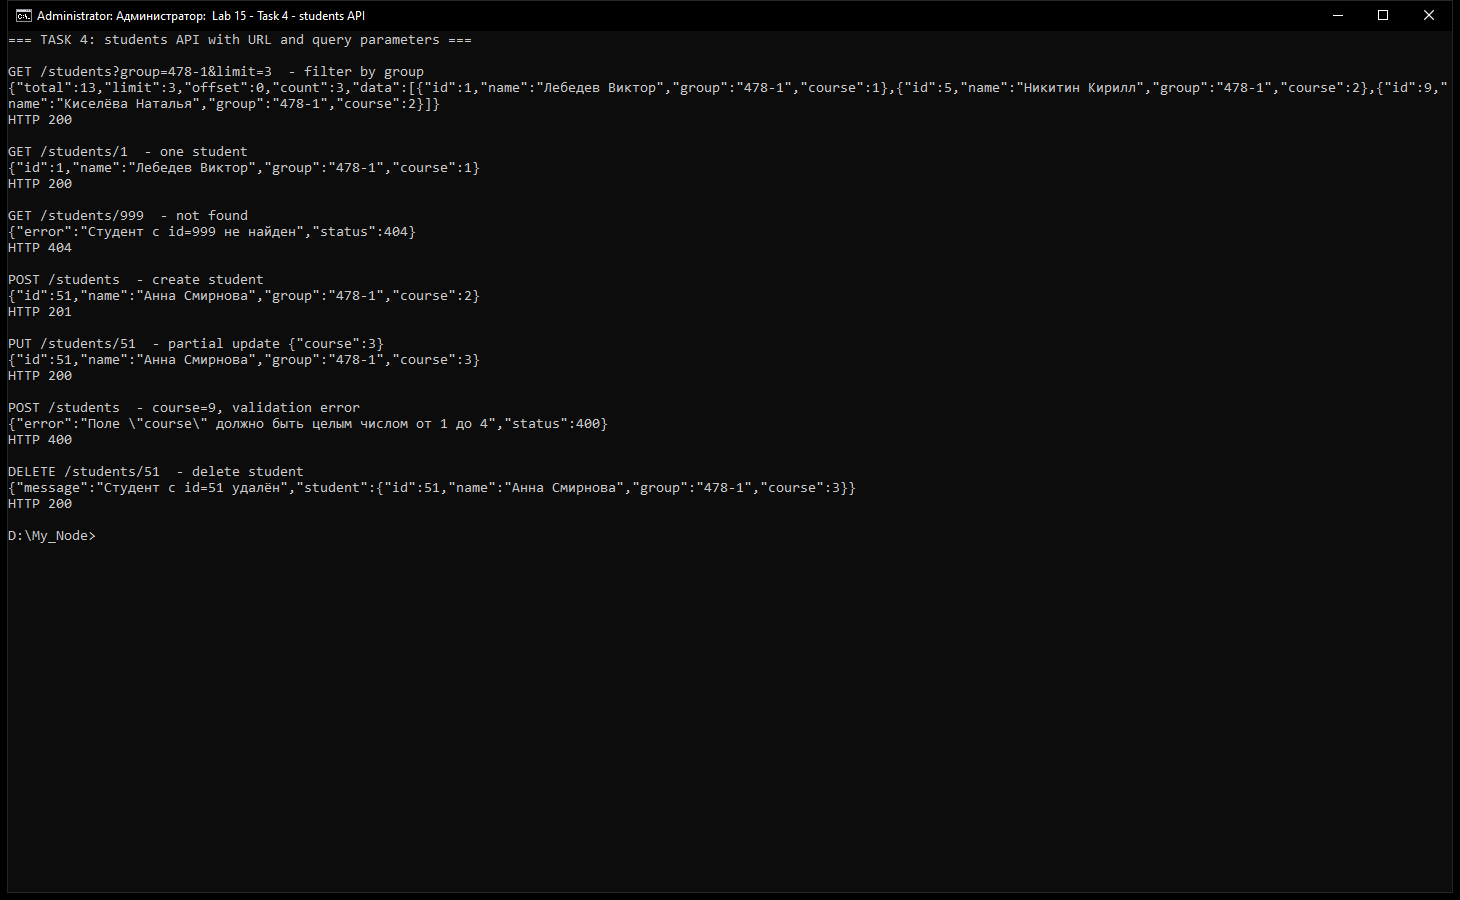 Administrator: Администратор:  Lab 15 - Task 4 - students API
=== TASK 4: students API with URL and query parameters ===
GET /students?group=478-1&limit=3  - filter by group
{"total":13,"limit":3,"offset":0,"count":3,"data":[{"id":1,"name":"Лебедев Виктор","group":"478-1","course":1},{"id":5,"name":"Никитин Кирилл","group":"478-1","course":2},{"id":9,"
name":"Киселёва Наталья","group":"478-1","course":2}]}
HTTP 200
GET /students/1  - one student
{"id":1,"name":"Лебедев Виктор","group":"478-1","course":1}
HTTP 200
GET /students/999  - not found
{"error":"Студент с id=999 не найден","status":404}
HTTP 404
POST /students  - create student
{"id":51,"name":"Анна Смирнова","group":"478-1","course":2}
HTTP 201
PUT /students/51  - partial update {"course":3}
{"id":51,"name":"Анна Смирнова","group":"478-1","course":3}
HTTP 200
POST /students  - course=9, validation error
{"error":"Поле \"course\" должно быть целым числом от 1 до 4","status":400}
HTTP 400
DELETE /students/51  - delete student
{"message":"Студент с id=51 удалён","student":{"id":51,"name":"Анна Смирнова","group":"478-1","course":3}}
HTTP 200
D:\My_Node>